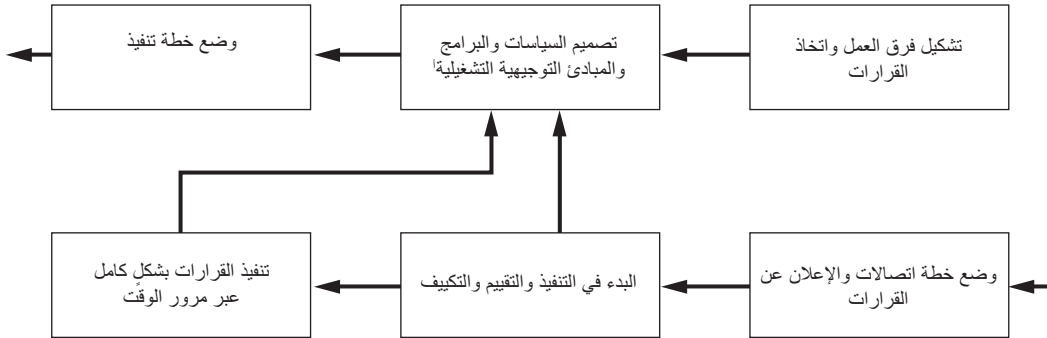 تشكيل فرق العمل واتخاذ
القرارات
تصميم السياسات والبرامج
والمبادئ التوجيهية التشغيلية أ
وضع خطة تنفيذ
وضع خطة اتصالات والإعلان عن
القرارات
البدء في التنفيذ والتقييم والتكييف
تنفيذ القرارات بشكلٍ كامل
عبر مرور الوقت